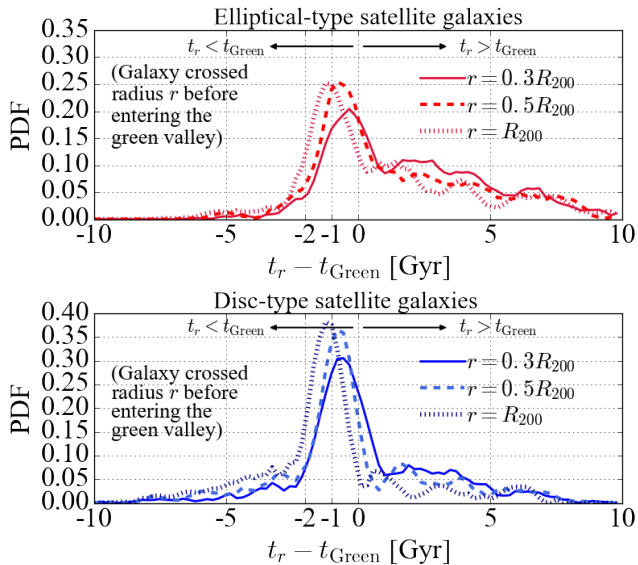 Elliptical-type satellite galaxies
0.35
0.30
0.25
0.20
0.15
0.10
0.05
0.00
PDF
t_r < t_Green
t_r > t_Green
(Galaxy crossed
radius r before
entering the
green valley)
r = 0.3R_200
r = 0.5R_200
r = R_200
-10 -5 -2 -1 0 5 10
t_r − t_Green [Gyr]
Disc-type satellite galaxies
0.40
0.35
0.30
0.25
0.20
0.15
0.10
0.05
0.00
PDF
t_r < t_Green
t_r > t_Green
(Galaxy crossed
radius r before
entering the
green valley)
r = 0.3R_200
r = 0.5R_200
r = R_200
-10 -5 -2 -1 0 5 10
t_r − t_Green [Gyr]